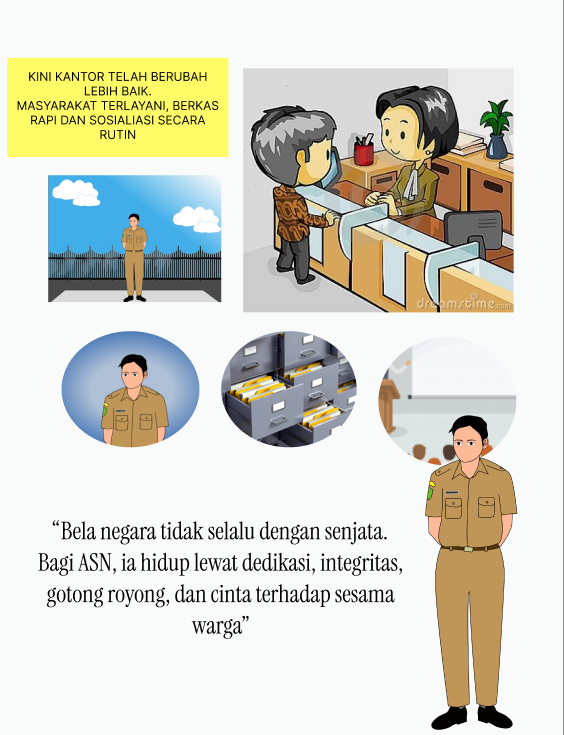 KINI KANTOR TELAH BERUBAH
LEBIH BAIK.
MASYARAKAT TERLAYANI, BERKAS
RAPI DAN SOSIALIASI SECARA
RUTIN
dreamstime.com
“Bela negara tidak selalu dengan senjata.
Bagi ASN, ia hidup lewat dedikasi, integritas,
gotong royong, dan cinta terhadap sesama
warga”